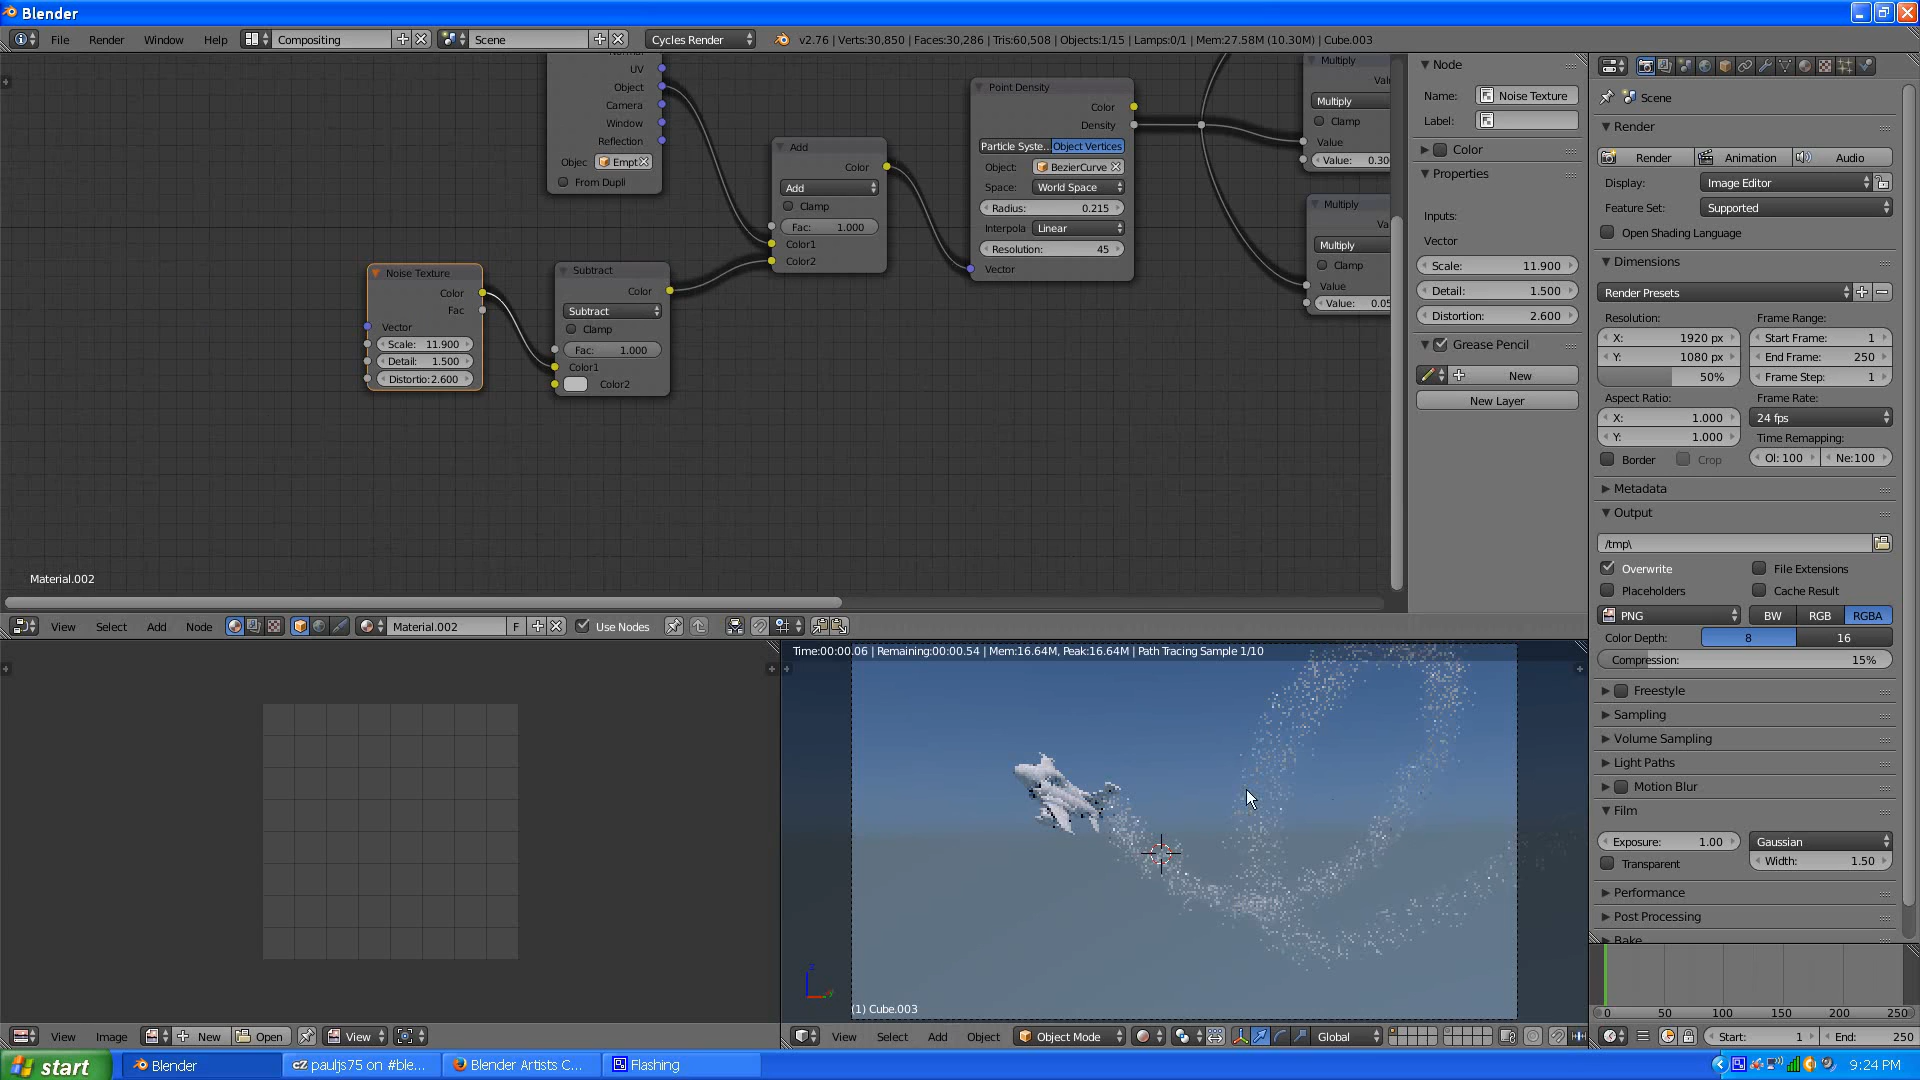 Blender
File Render Window Help Compositing Scene Cycles Render v2.76 | Verts:30,850 | Faces:30,286 | Tris:60,508 | Objects:1/15 | Lamps:0/1 | Mem:27.58M (10.30M) | Cube.003
UV
Object
Camera
Window
Reflection
Objec Empt
From Dupli
Noise Texture
Color
Fac
Vector
Scale: 11.900
Detail: 1.500
Distortio:2.600
Subtract
Color
Subtract
Clamp
Fac: 1.000
Color1
Color2
Add
Color
Add
Clamp
Fac: 1.000
Color1
Color2
Point Density
Color
Density
Particle Syste.. Object Vertices
Object: BezierCurve
Space: World Space
Radius: 0.215
Interpola Linear
Resolution: 45
Vector
Multiply
Val
Multiply
Clamp
Value
Value: 0.30
Multiply
Va
Multiply
Clamp
Value
Value: 0.05
Material.002
Node
Name: Noise Texture
Label:
Color
Properties
Inputs:
Vector
Scale: 11.900
Detail: 1.500
Distortion: 2.600
Grease Pencil
New
New Layer
View Select Add Node Material.002 F Use Nodes
Scene
Render
Render Animation Audio
Display: Image Editor
Feature Set: Supported
Open Shading Language
Dimensions
Render Presets
Resolution: Frame Range:
X: 1920 px Start Frame: 1
Y: 1080 px End Frame: 250
50% Frame Step: 1
Aspect Ratio: Frame Rate:
X: 1.000 24 fps
Y: 1.000 Time Remapping:
Border Crop Ol: 100 Ne:100
Metadata
Output
/tmp\
Overwrite File Extensions
Placeholders Cache Result
PNG BW RGB RGBA
Color Depth: 8 16
Compression: 15%
Freestyle
Sampling
Volume Sampling
Light Paths
Motion Blur
Film
Exposure: 1.00 Gaussian
Transparent Width: 1.50
Performance
Post Processing
Bake
Time:00:00.06 | Remaining:00:00.54 | Mem:16.64M, Peak:16.64M | Path Tracing Sample 1/10
(1) Cube.003
0 50 100 150 200 250
View Image New Open View
View Select Add Object Object Mode Global
Start: 1 End: 250
start Blender pauljs75 on #ble... Blender Artists C... Flashing 9:24 PM